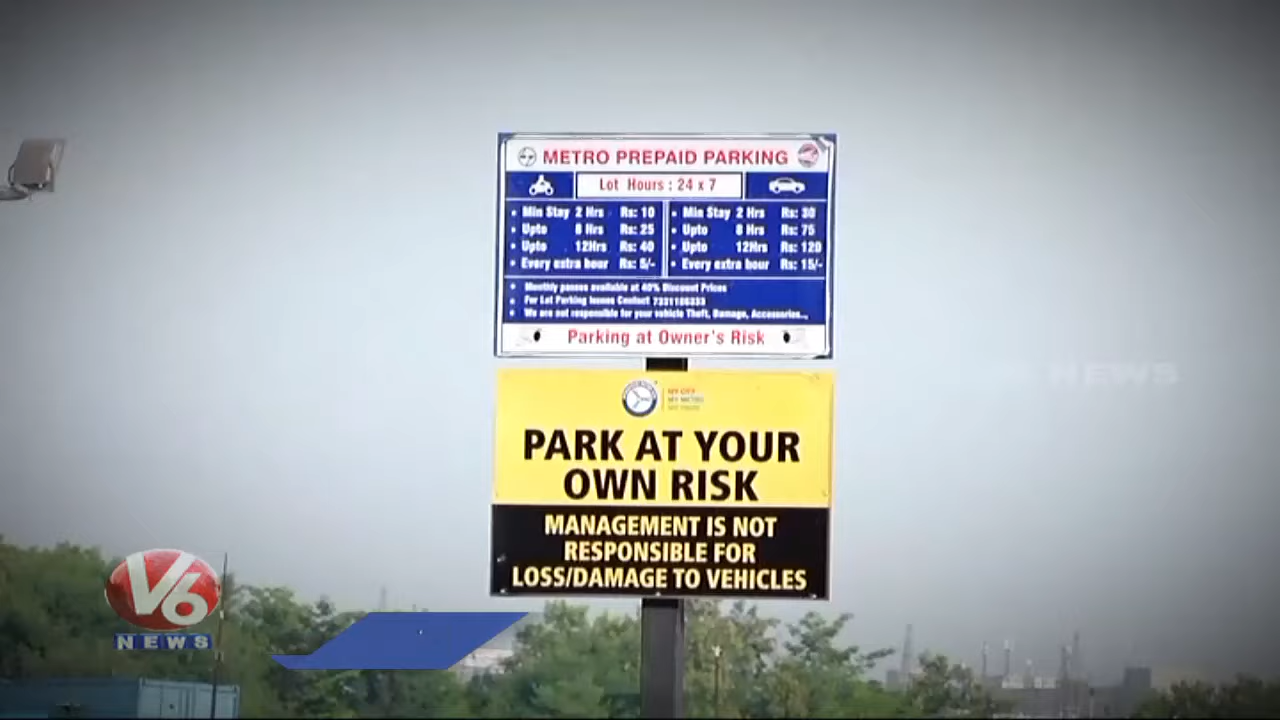 METRO PREPAID PARKING
Lot Hours : 24 x 7
• Min Stay 2 Hrs Rs: 10
• Upto 8 Hrs Rs: 25
• Upto 12Hrs Rs: 40
• Every extra hour Rs: 5/-
• Min Stay 2 Hrs Rs: 30
• Upto 8 Hrs Rs: 75
• Upto 12Hrs Rs: 120
• Every extra hour Rs: 15/-
• Monthly passes available at 40% Discount Prices
• For Lot Parking Issues Contact
• We are not responsible for your vehicle Theft, Damage, Accessories...
Parking at Owner's Risk
MY CITY
MY METRO
PARK AT YOUR
OWN RISK
MANAGEMENT IS NOT
RESPONSIBLE FOR
LOSS/DAMAGE TO VEHICLES
V6
NEWS
NEWS